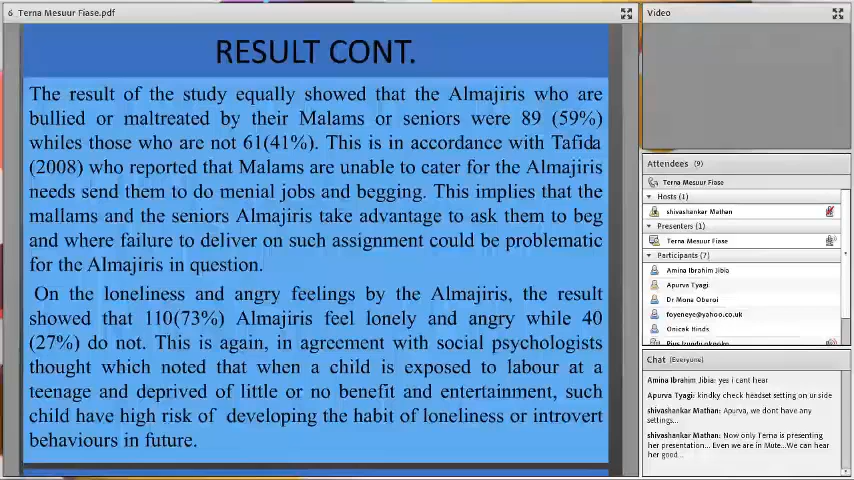 6_Terna Mesuur Fiase.pdf
RESULT CONT.
The result of the study equally showed that the Almajiris who are
bullied or maltreated by their Malams or seniors were 89 (59%)
whiles those who are not 61(41%). This is in accordance with Tafida
(2008) who reported that Malams are unable to cater for the Almajiris
needs send them to do menial jobs and begging. This implies that the
mallams and the seniors Almajiris take advantage to ask them to beg
and where failure to deliver on such assignment could be problematic
for the Almajiris in question.
On the loneliness and angry feelings by the Almajiris, the result
showed that 110(73%) Almajiris feel lonely and angry while 40
(27%) do not. This is again, in agreement with social psychologists
thought which noted that when a child is exposed to labour at a
teenage and deprived of little or no benefit and entertainment, such
child have high risk of developing the habit of loneliness or introvert
behaviours in future.
Video
Attendees (9)
Terna Mesuur Fiase
Hosts (1)
shivashankar Mathan
Presenters (1)
Terna Mesuur Fiase
Participants (7)
Amina Ibrahim Jibia
Apurva Tyagi
Dr Mona Oberoi
foyeneye@yahoo.co.uk
Onicak Hinds
Chat (Everyone)
Amina Ibrahim Jibia: yes i cant hear
Apurva Tyagi: kindky check headset setting on ur side
shivashankar Mathan: Apurva, we dont have any
settings...
shivashankar Mathan: Now only Terna is presenting
her presentation... Even we are in Mute...We can hear
her good...